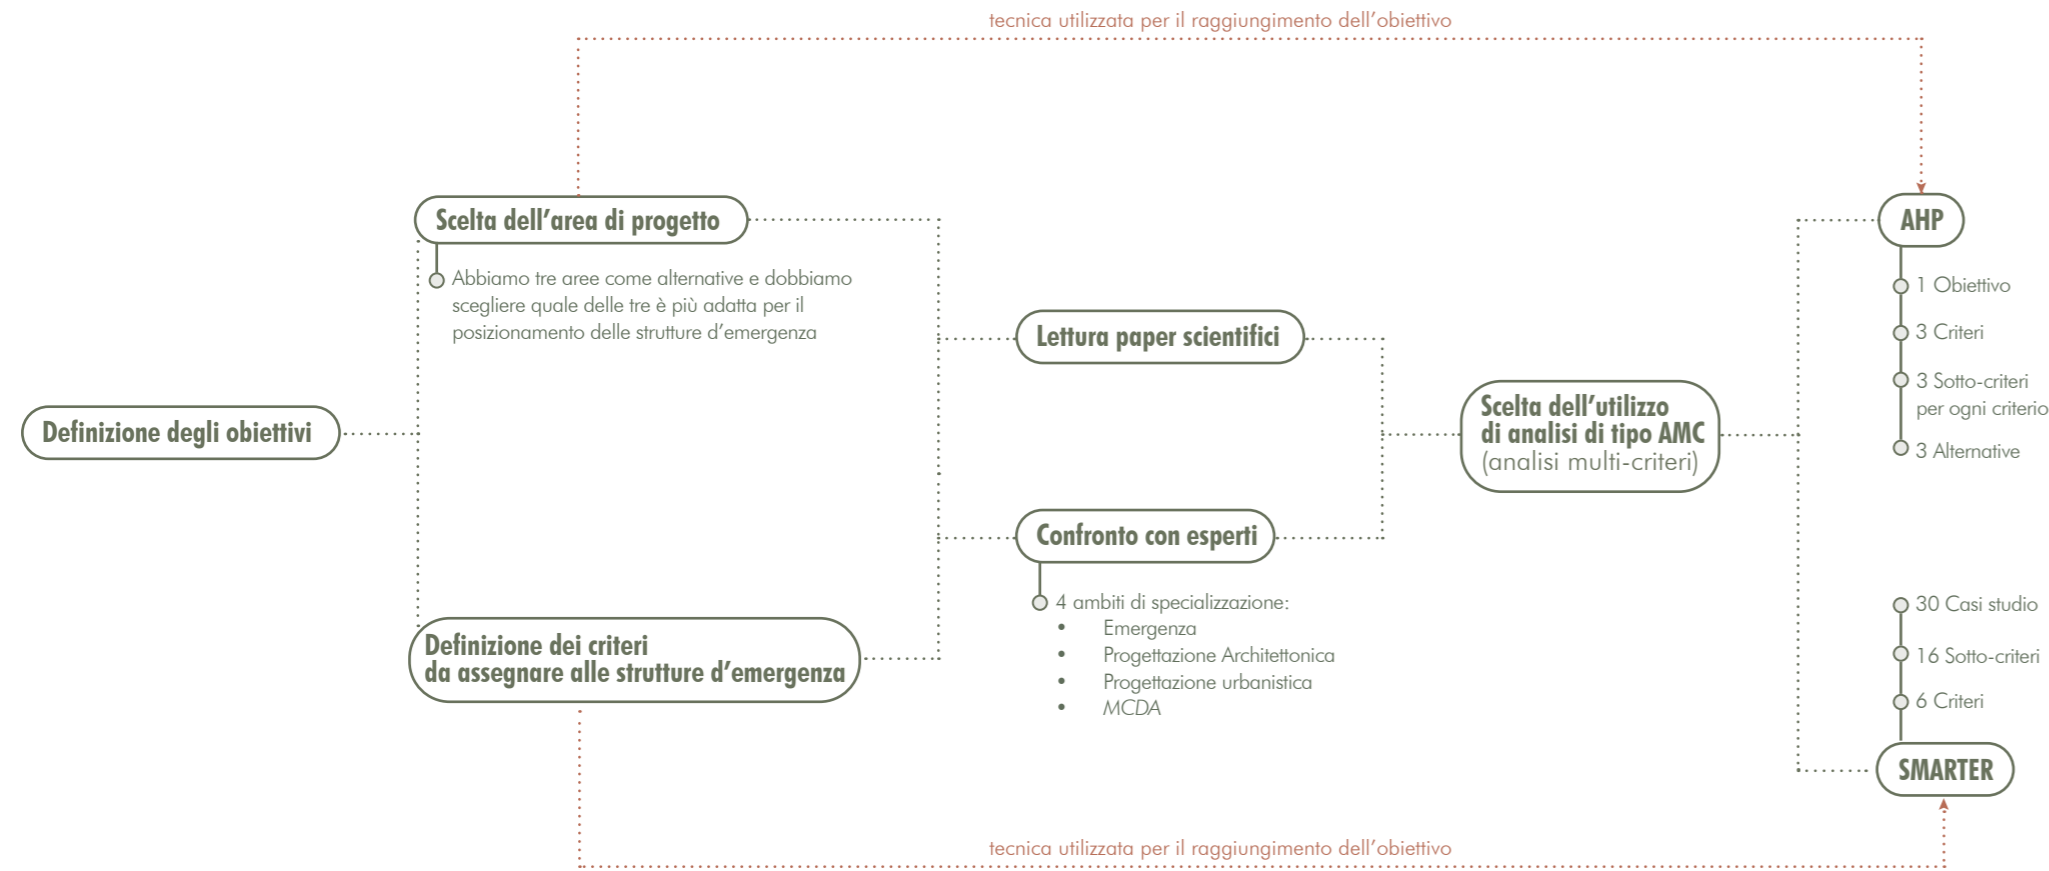 tecnica utilizzata per il raggiungimento dell'obiettivo
Scelta dell'area di progetto
Abbiamo tre aree come alternative e dobbiamo
scegliere quale delle tre è più adatta per il
posizionamento delle strutture d'emergenza
Definizione degli obiettivi
Definizione dei criteri
da assegnare alle strutture d'emergenza
Lettura paper scientifici
Confronto con esperti
4 ambiti di specializzazione:
• Emergenza
• Progettazione Architettonica
• Progettazione urbanistica
• MCDA
Scelta dell'utilizzo
di analisi di tipo AMC
(analisi multi-criteri)
AHP
1 Obiettivo
3 Criteri
3 Sotto-criteri
per ogni criterio
3 Alternative
30 Casi studio
16 Sotto-criteri
6 Criteri
SMARTER
tecnica utilizzata per il raggiungimento dell'obiettivo